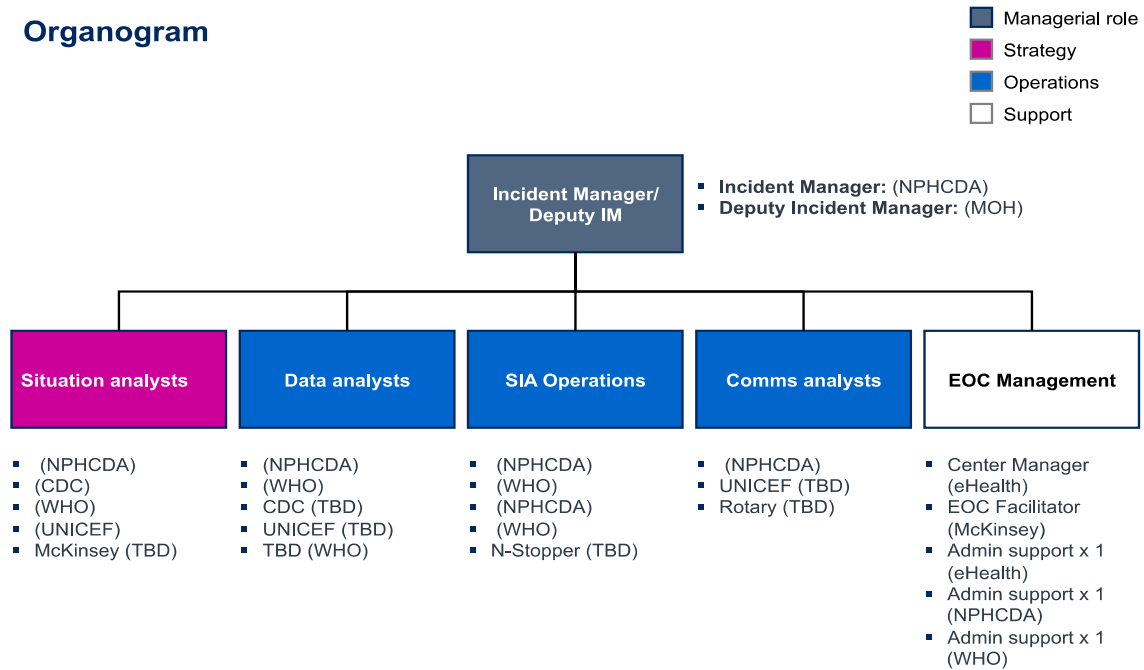 Organogram
Managerial role
Strategy
Operations
Support
Incident Manager/
Deputy IM
▪ Incident Manager: (NPHCDA)
▪ Deputy Incident Manager: (MOH)
Situation analysts
Data analysts
SIA Operations
Comms analysts
EOC Management
▪ (NPHCDA)
▪ (CDC)
▪ (WHO)
▪ (UNICEF)
▪ McKinsey (TBD)
▪ (NPHCDA)
▪ (WHO)
▪ CDC (TBD)
▪ UNICEF (TBD)
▪ TBD (WHO)
▪ (NPHCDA)
▪ (WHO)
▪ (NPHCDA)
▪ (WHO)
▪ N-Stopper (TBD)
▪ (NPHCDA)
▪ UNICEF (TBD)
▪ Rotary (TBD)
▪ Center Manager
(eHealth)
▪ EOC Facilitator
(McKinsey)
▪ Admin support x 1
(eHealth)
▪ Admin support x 1
(NPHCDA)
▪ Admin support x 1
(WHO)